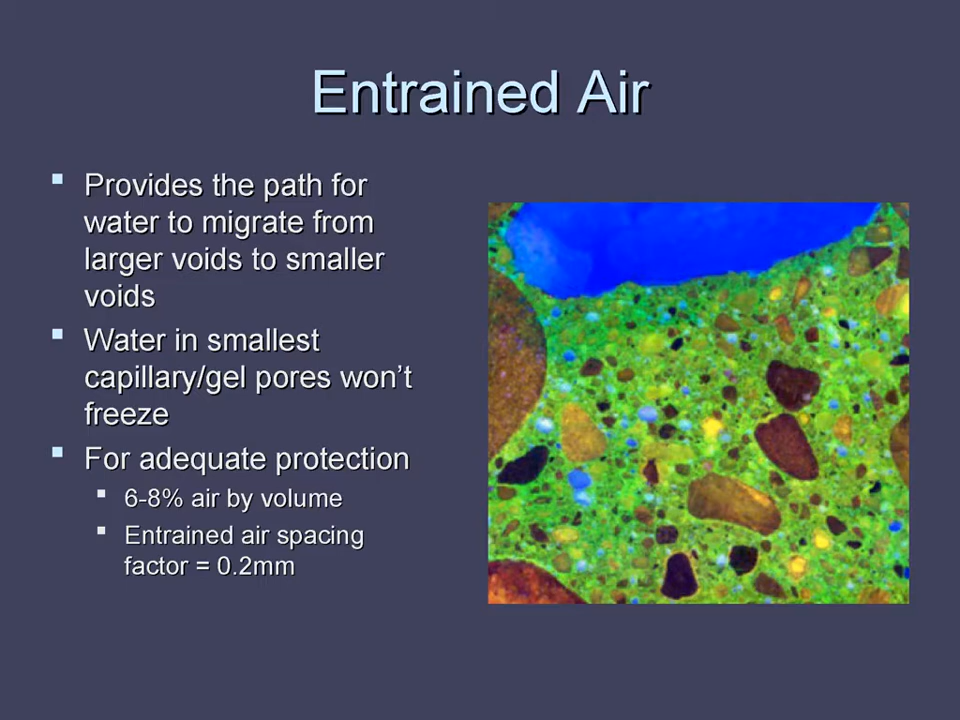 Entrained Air
Provides the path for
water to migrate from
larger voids to smaller
voids
Water in smallest
capillary/gel pores won't
freeze
For adequate protection
6-8% air by volume
Entrained air spacing
factor = 0.2mm